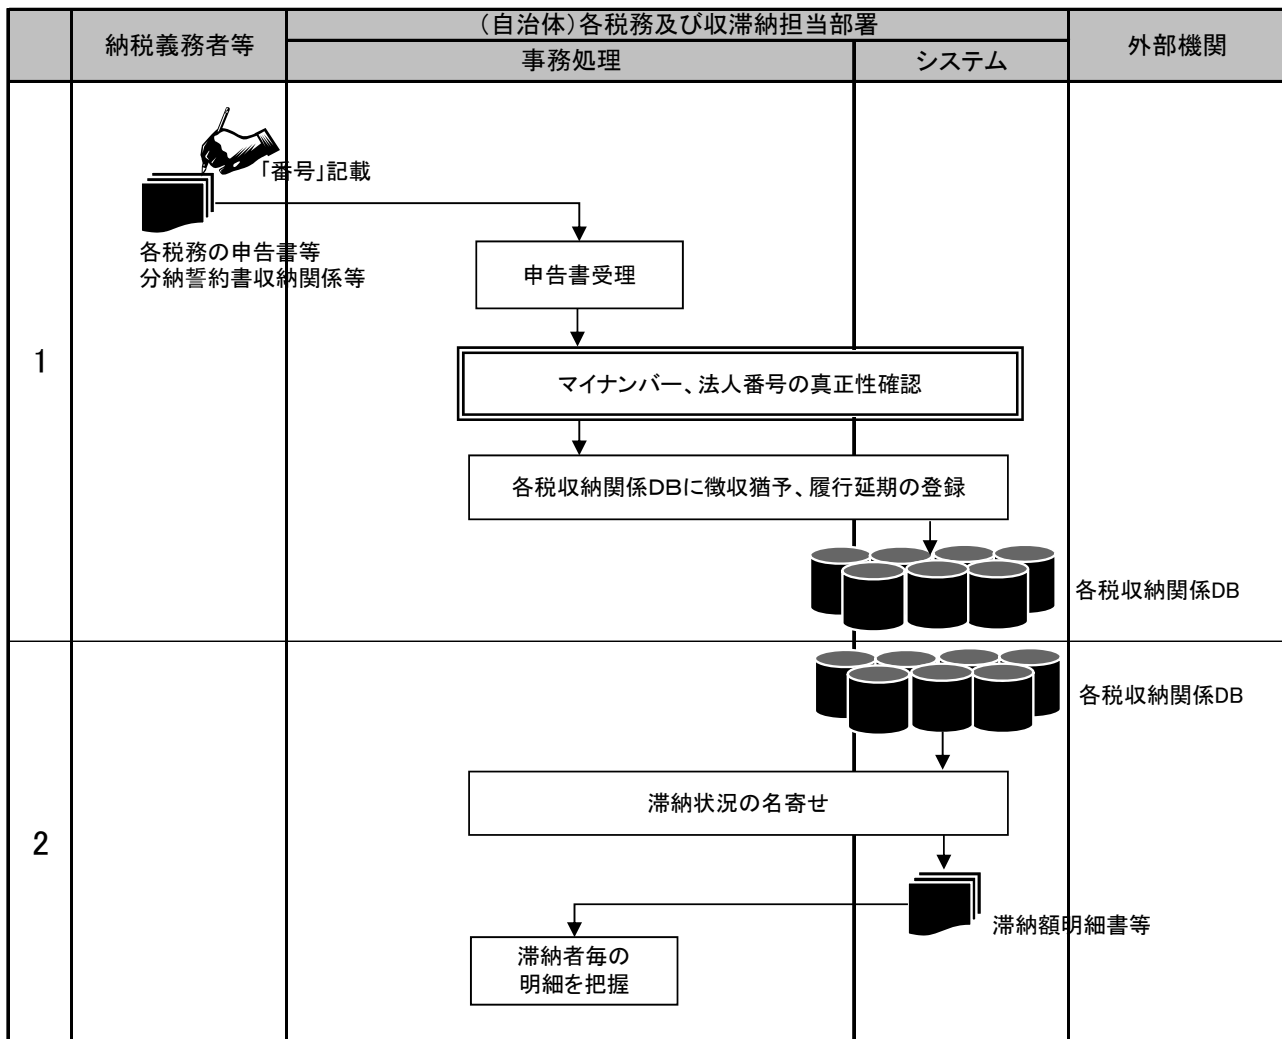 納税義務者等
（自治体）各税務及び収滞納担当部署
事務処理
システム
外部機関
1
「番号」記載
各税務の申告書等
分納誓約書収納関係等
申告書受理
マイナンバー、法人番号の真正性確認
各税収納関係DBに徴収猶予、履行延期の登録
各税収納関係DB
2
各税収納関係DB
滞納状況の名寄せ
滞納額明細書等
滞納者毎の
明細を把握